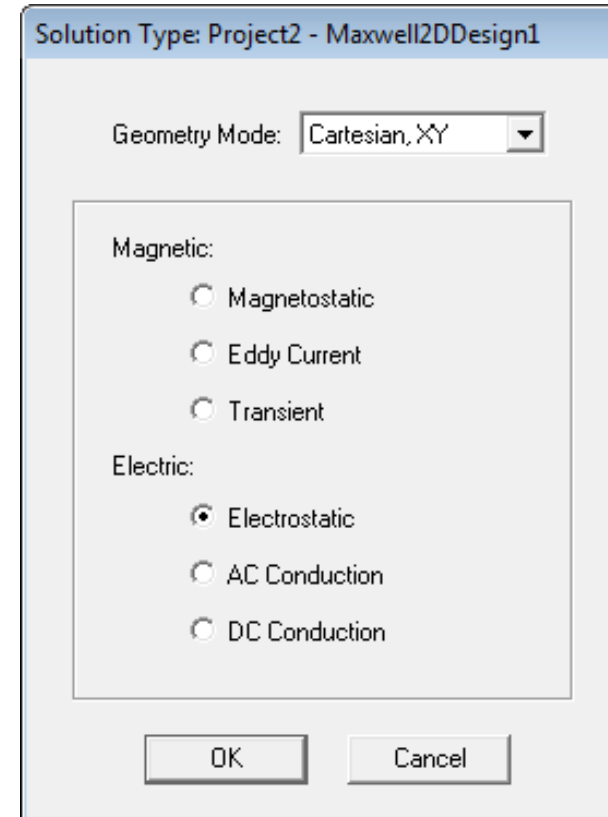 Solution Type: Project2 - Maxwell2DDesign1
Geometry Mode: Cartesian, XY
Magnetic:
Magnetostatic
Eddy Current
Transient
Electric:
Electrostatic
AC Conduction
DC Conduction
OK Cancel